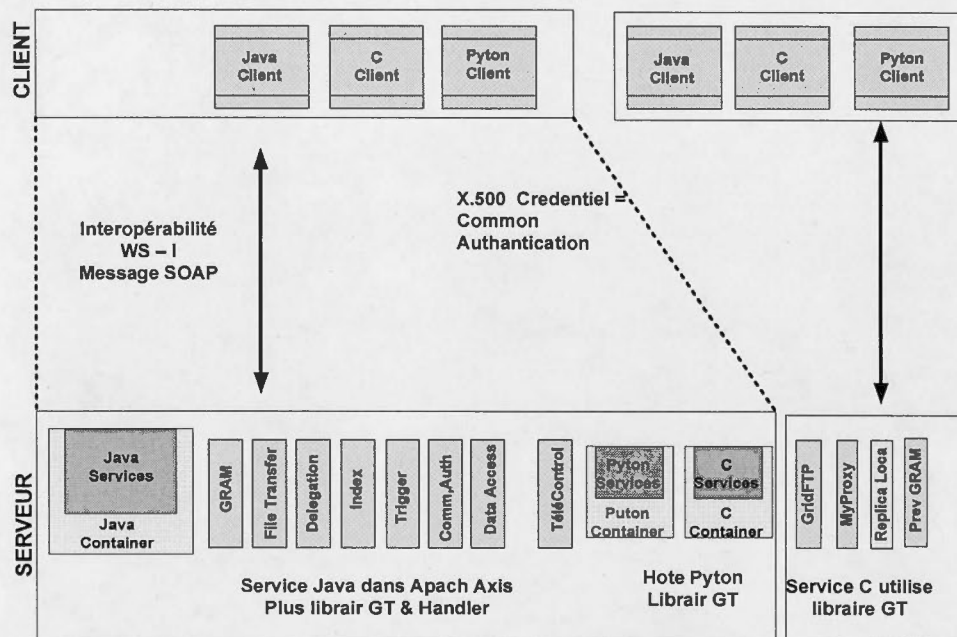 CLIENT
Java
Client
C
Client
Pyton
Client
Java
Client
C
Client
Pyton
Client
Interopérabilité
WS – I
Message SOAP
X.500 Credentiel =
Common
Authantication
SERVEUR
Java
Services
Java
Container
GRAM
File Transfer
Delegation
Index
Trigger
Comm,Auth
Data Access
TéléControl
Pyton
Services
Puton
Container
C
Services
C
Container
GridFTP
MyProxy
Replica Loca
Prev GRAM
Service Java dans Apach Axis
Plus librair GT & Handler
Hote Pyton
Librair GT
Service C utilise
libraire GT